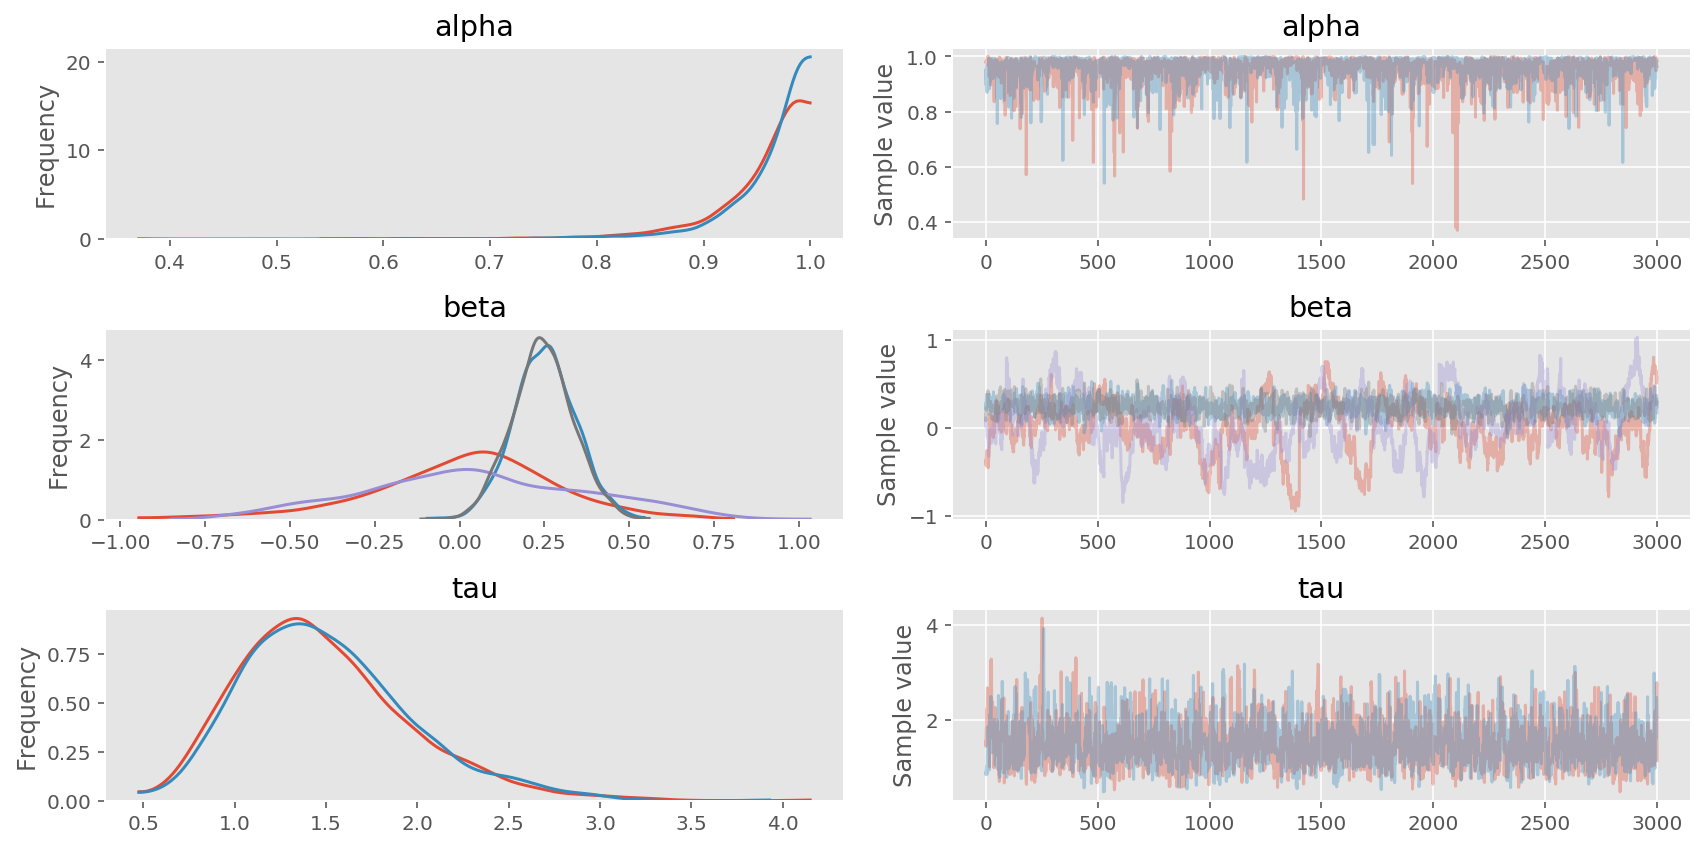 alpha
Frequency
20
10
0
0.4 0.5 0.6 0.7 0.8 0.9 1.0
alpha
Sample value
1.0
0.8
0.6
0.4
0 500 1000 1500 2000 2500 3000
beta
Frequency
4
2
0
−1.00 −0.75 −0.50 −0.25 0.00 0.25 0.50 0.75 1.00
beta
Sample value
1
0
−1
0 500 1000 1500 2000 2500 3000
tau
Frequency
0.75
0.50
0.25
0.00
0.5 1.0 1.5 2.0 2.5 3.0 3.5 4.0
tau
Sample value
4
2
0 500 1000 1500 2000 2500 3000